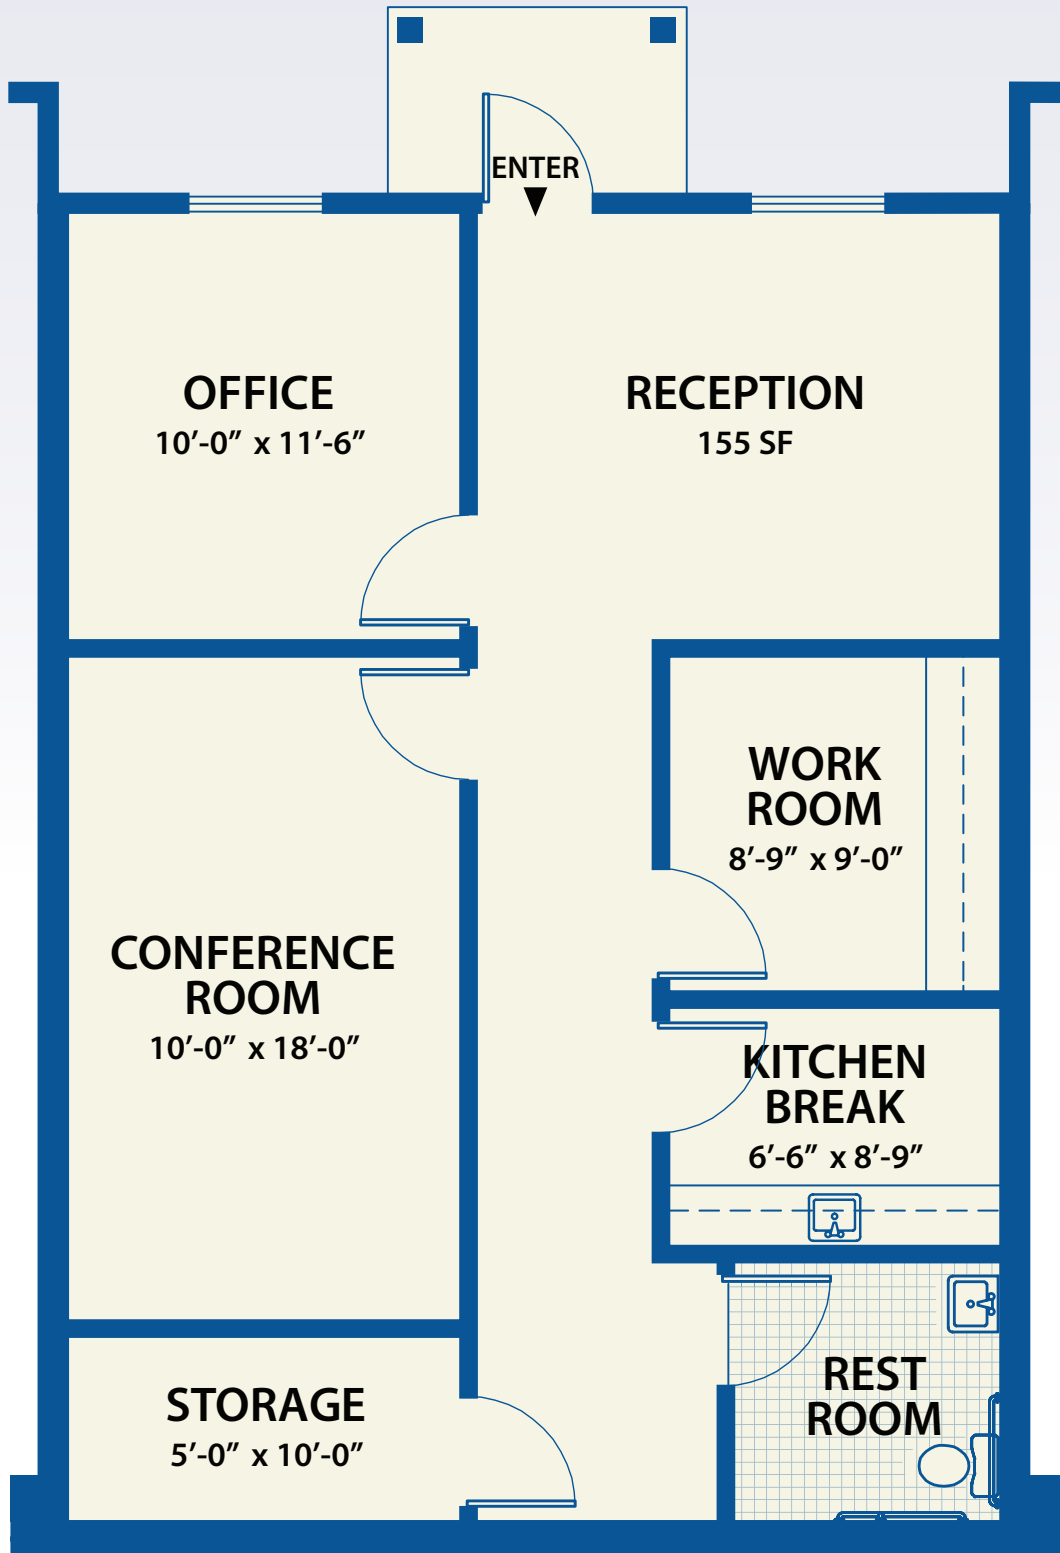 ENTER
OFFICE
10′-0″ x 11′-6″
RECEPTION
155 SF
WORK
ROOM
8′-9″ x 9′-0″
CONFERENCE
ROOM
10′-0″ x 18′-0″
KITCHEN
BREAK
6′-6″ x 8′-9″
STORAGE
5′-0″ x 10′-0″
REST
ROOM